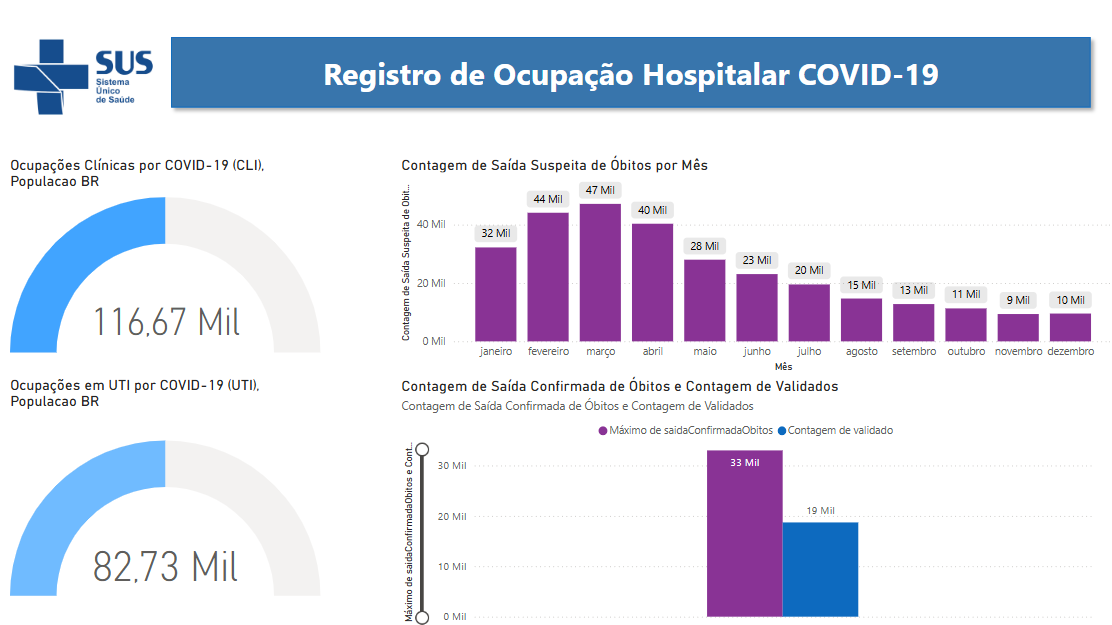 SUS
Sistema
Único
de Saúde
Registro de Ocupação Hospitalar COVID-19
Ocupações Clínicas por COVID-19 (CLI),
Populacao BR
116,67 Mil
Ocupações em UTI por COVID-19 (UTI),
Populacao BR
82,73 Mil
Contagem de Saída Suspeita de Óbitos por Mês
Contagem de Saída Suspeita de Óbit...
40 Mil
20 Mil
0 Mil
32 Mil
44 Mil
47 Mil
40 Mil
28 Mil
23 Mil
20 Mil
15 Mil
13 Mil
11 Mil
9 Mil
10 Mil
janeiro
fevereiro
março
abril
maio
junho
julho
agosto
setembro
outubro
novembro
dezembro
Mês
Contagem de Saída Confirmada de Óbitos e Contagem de Validados
Contagem de Saída Confirmada de Óbitos e Contagem de Validados
Máximo de saidaConfirmadaObitos
Contagem de validado
Máximo de saidaConfirmadaObitos e Cont...
30 Mil
20 Mil
10 Mil
0 Mil
33 Mil
19 Mil